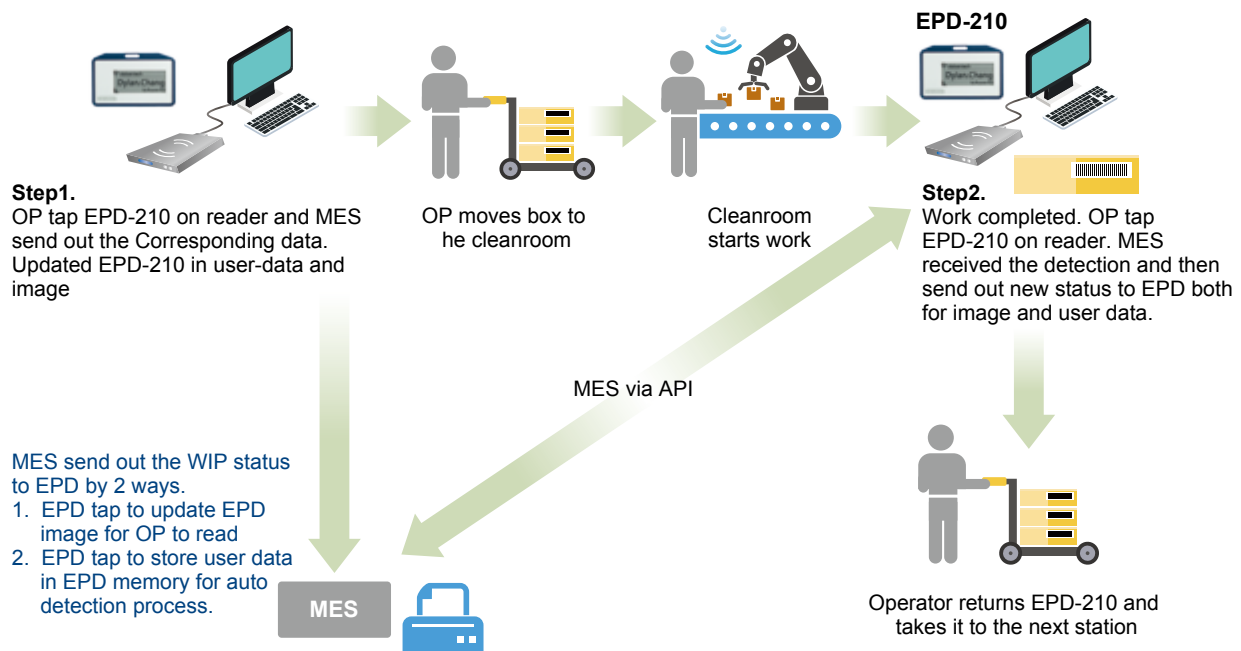 EPD-210
Dylan.Chang
Dylan.Chang
Step1.
OP tap EPD-210 on reader and MES
send out the Corresponding data.
Updated EPD-210 in user-data and
image
OP moves box to
he cleanroom
Cleanroom
starts work
Step2.
Work completed. OP tap
EPD-210 on reader. MES
received the detection and then
send out new status to EPD both
for image and user data.
MES via API
MES send out the WIP status
to EPD by 2 ways.
1. EPD tap to update EPD
image for OP to read
2. EPD tap to store user data
in EPD memory for auto
detection process.
MES
Operator returns EPD-210 and
takes it to the next station